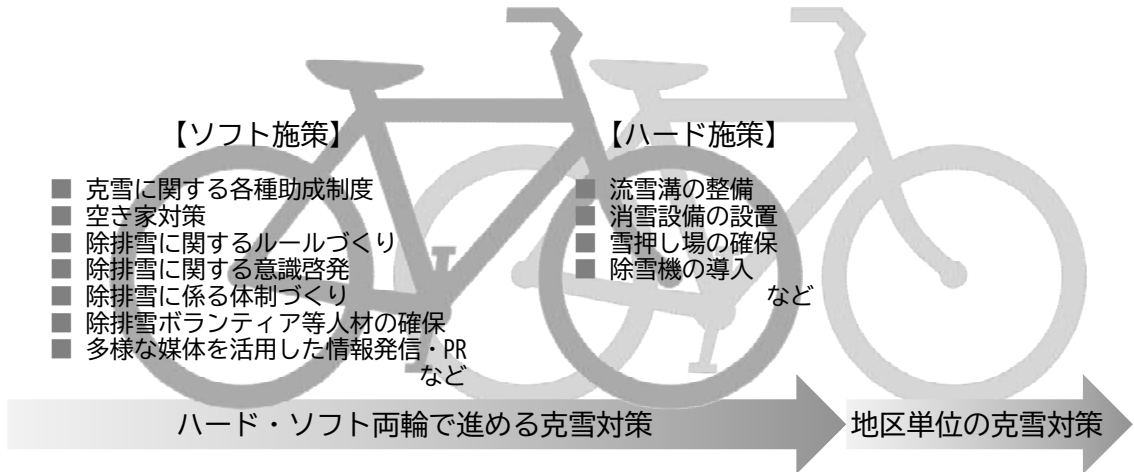 【ソフト施策】
■ 克雪に関する各種助成制度
■ 空き家対策
■ 除排雪に関するルールづくり
■ 除排雪に関する意識啓発
■ 除排雪に係る体制づくり
■ 除排雪ボランティア等人材の確保
■ 多様な媒体を活用した情報発信・PR
など
【ハード施策】
■ 流雪溝の整備
■ 消雪設備の設置
■ 雪押し場の確保
■ 除雪機の導入
など
ハード・ソフト両輪で進める克雪対策
地区単位の克雪対策